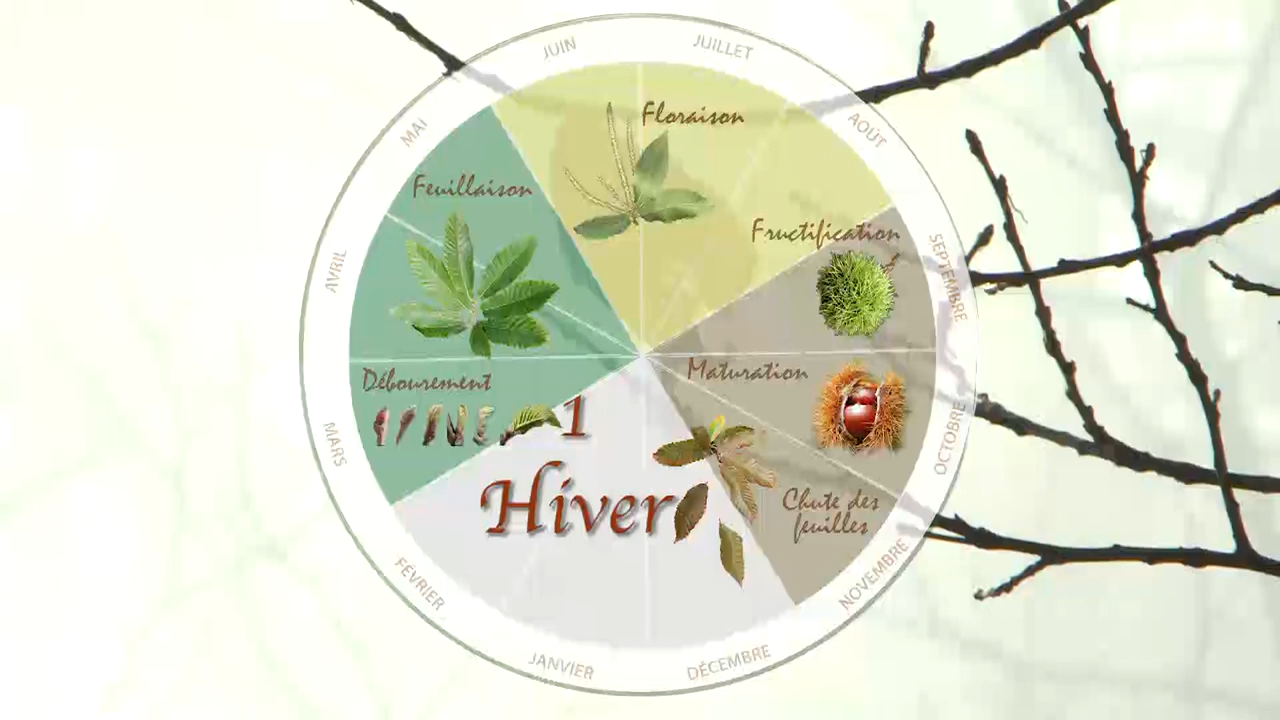 JUIN
JUILLET
MAI
AOÛT
Floraison
Feuillaison
Fructification
AVRIL
SEPTEMBRE
Débourement
Maturation
MARS
OCTOBRE
1
Hiver
Chute des
feuilles
FÉVRIER
NOVEMBRE
JANVIER
DÉCEMBRE